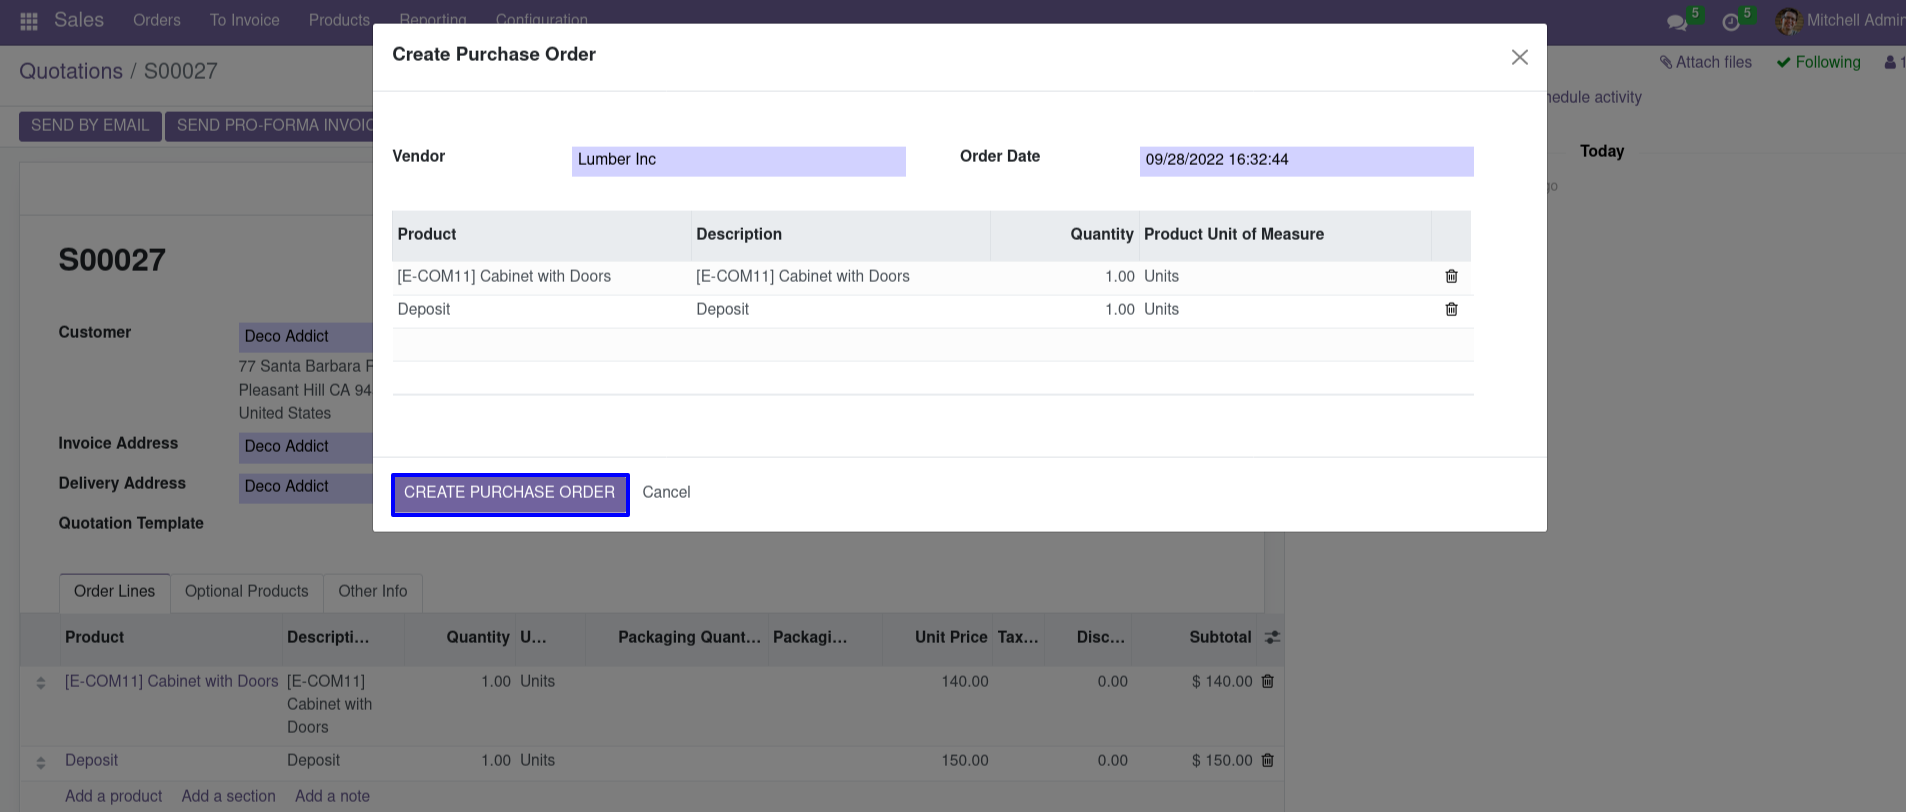 Sales Orders To Invoice Products Reporting Configuration 5 5 Mitchell Admin
Quotations / S00027
Attach files Following 1
SEND BY EMAIL SEND PRO-FORMA INVOIC
hedule activity
Today
go
Create Purchase Order
Vendor Lumber Inc Order Date 09/28/2022 16:32:44
Product Description Quantity Product Unit of Measure
[E-COM11] Cabinet with Doors [E-COM11] Cabinet with Doors 1.00 Units
Deposit Deposit 1.00 Units
CREATE PURCHASE ORDER Cancel
S00027
Customer Deco Addict
77 Santa Barbara
Pleasant Hill CA 94
United States
Invoice Address Deco Addict
Delivery Address Deco Addict
Quotation Template
Order Lines Optional Products Other Info
Product Descripti... Quantity U... Packaging Quant... Packagi... Unit Price Tax... Disc... Subtotal
[E-COM11] Cabinet with Doors [E-COM11] 1.00 Units 140.00 0.00 $ 140.00
Cabinet with
Doors
Deposit Deposit 1.00 Units 150.00 0.00 $ 150.00
Add a product Add a section Add a note